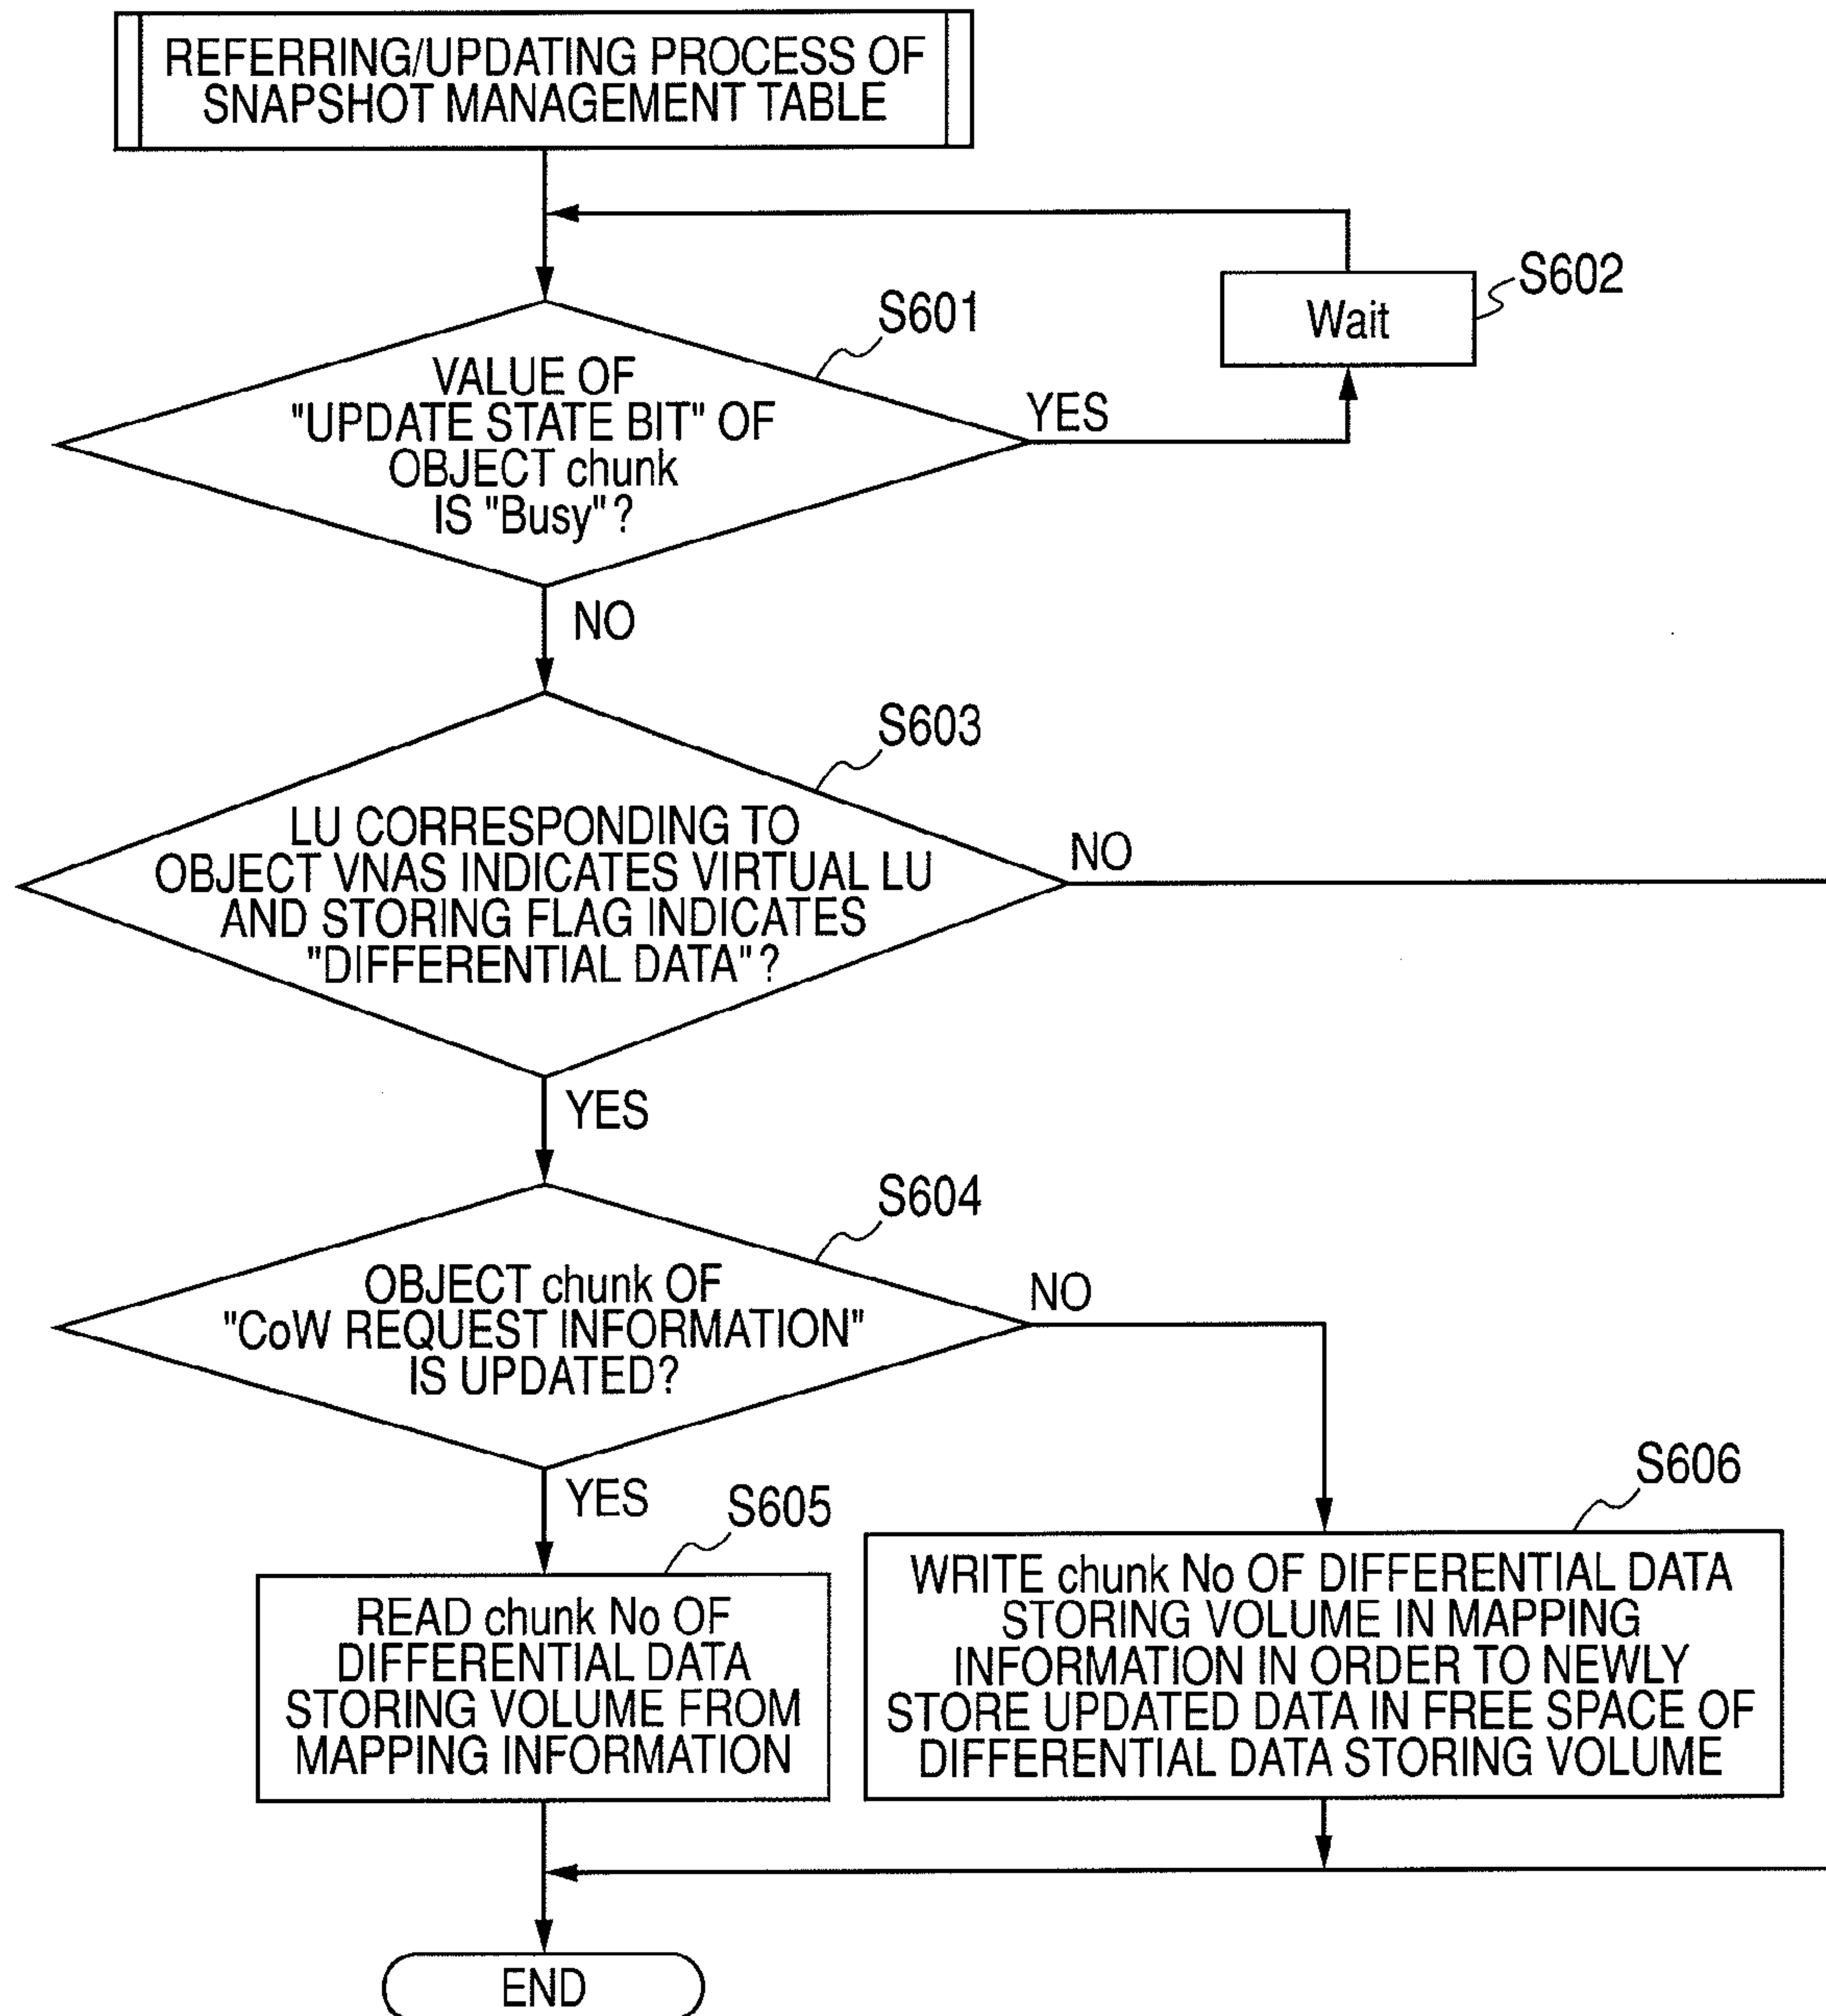 REFERRING/UPDATING PROCESS OF
SNAPSHOT MANAGEMENT TABLE
S602
Wait
S601
VALUE OF
"UPDATE STATE BIT" OF
OBJECT chunk
IS "Busy"?
YES
NO
S603
LU CORRESPONDING TO
OBJECT VNAS INDICATES VIRTUAL LU
AND STORING FLAG INDICATES
"DIFFERENTIAL DATA"?
NO
YES
S604
OBJECT chunk OF
"CoW REQUEST INFORMATION"
IS UPDATED?
NO
YES
S605
READ chunk No OF
DIFFERENTIAL DATA
STORING VOLUME FROM
MAPPING INFORMATION
S606
WRITE chunk No OF DIFFERENTIAL DATA
STORING VOLUME IN MAPPING
INFORMATION IN ORDER TO NEWLY
STORE UPDATED DATA IN FREE SPACE OF
DIFFERENTIAL DATA STORING VOLUME
END